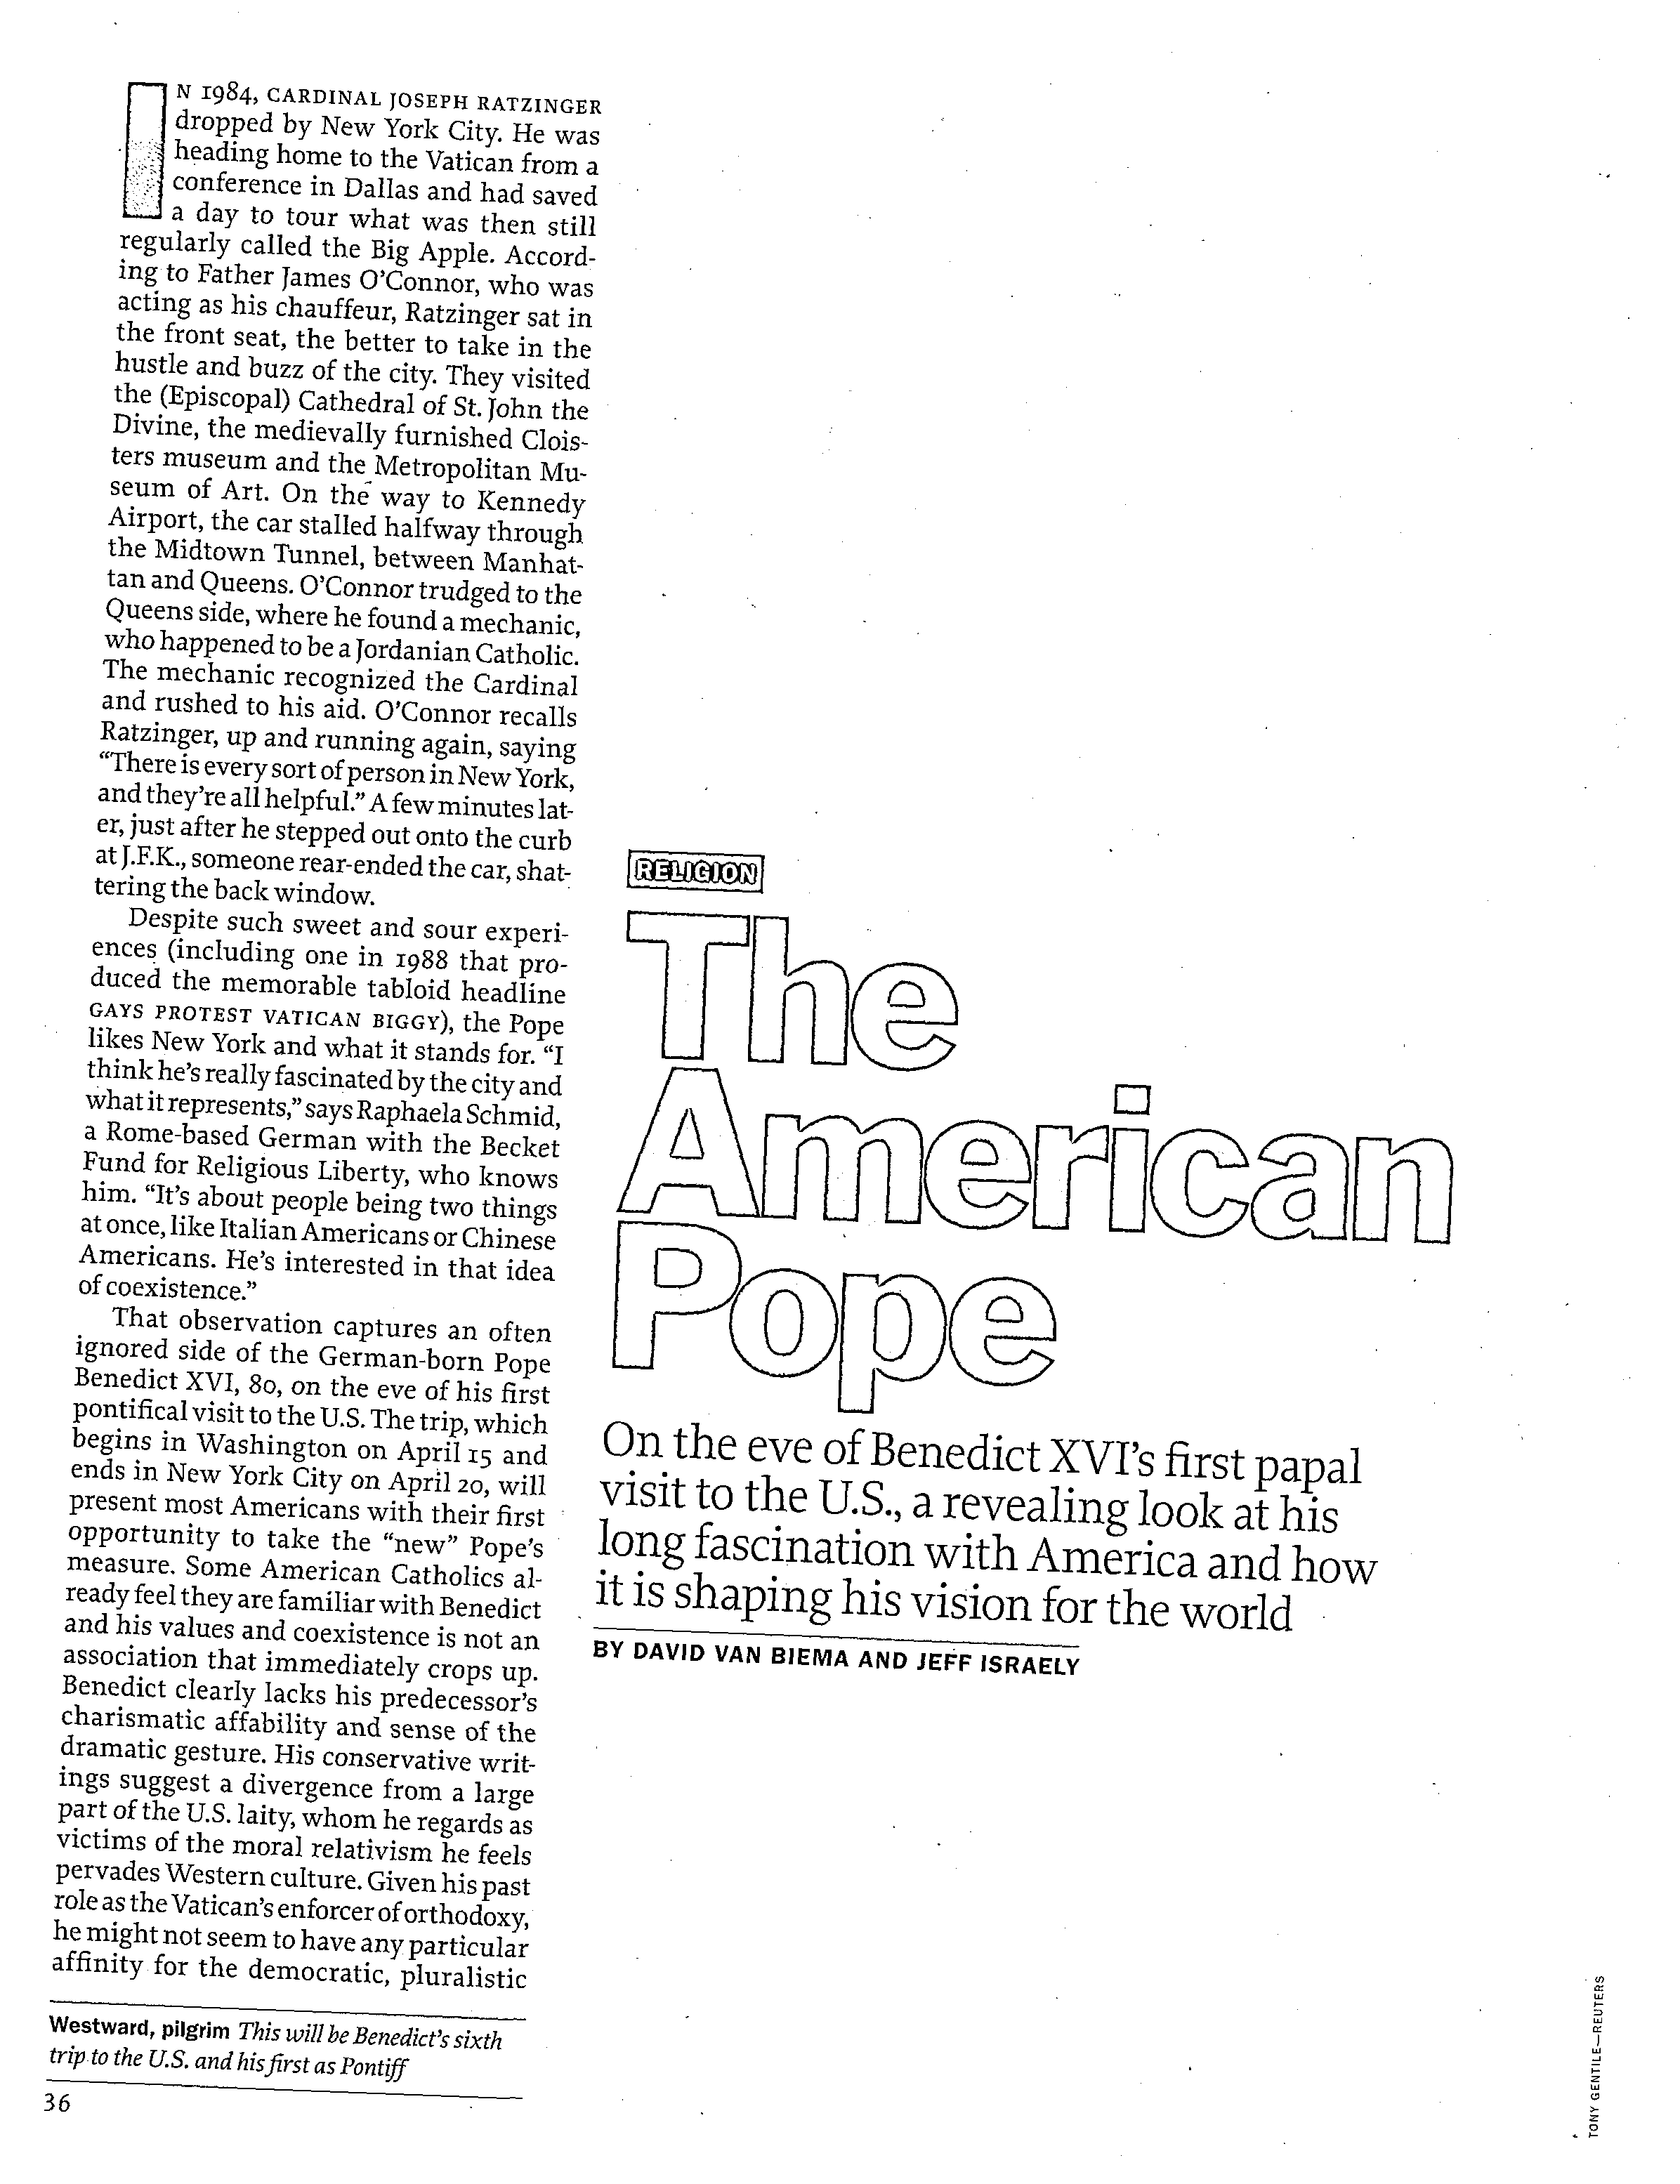 IN 1984, CARDINAL JOSEPH RATZINGER
dropped by New York City. He was
heading home to the Vatican from a
conference in Dallas and had saved
a day to tour what was then still
regularly called the Big Apple. Accord-
ing to Father James O'Connor, who was
acting as his chauffeur, Ratzinger sat in
the front seat, the better to take in the
hustle and buzz of the city. They visited
the (Episcopal) Cathedral of St. John the
Divine, the medievally furnished Clois-
ters museum and the Metropolitan Mu-
seum of Art. On the way to Kennedy
Airport, the car stalled halfway through
the Midtown Tunnel, between Manhat-
tan and Queens. O'Connor trudged to the
Queens side, where he found a mechanic,
who happened to be a Jordanian Catholic.
The mechanic recognized the Cardinal
and rushed to his aid. O'Connor recalls
Ratzinger, up and running again, saying
"There is every sort of person in New York,
and they're all helpful." A few minutes lat-
er, just after he stepped out onto the curb
at J.F.K., someone rear-ended the car, shat-
tering the back window.
Despite such sweet and sour experi-
ences (including one in 1988 that pro-
duced the memorable tabloid headline
GAYS PROTEST VATICAN BIGGY), the Pope
likes New York and what it stands for. "I
think he's really fascinated by the city and
what it represents," says Raphaela Schmid,
a Rome-based German with the Becket
Fund for Religious Liberty, who knows
him. "It's about people being two things
at once, like Italian Americans or Chinese
Americans. He's interested in that idea
of coexistence."
That observation captures an often
ignored side of the German-born Pope
Benedict XVI, 80, on the eve of his first
pontifical visit to the U.S. The trip, which
begins in Washington on April 15 and
ends in New York City on April 20, will
present most Americans with their first
opportunity to take the "new" Pope's
measure. Some American Catholics al-
ready feel they are familiar with Benedict
and his values and coexistence is not an
association that immediately crops up.
Benedict clearly lacks his predecessor's
charismatic affability and sense of the
dramatic gesture. His conservative writ-
ings suggest a divergence from a large
part of the U.S. laity, whom he regards as
victims of the moral relativism he feels
pervades Western culture. Given his past
role as the Vatican's enforcer of orthodoxy,
he might not seem to have any particular
affinity for the democratic, pluralistic
Westward, pilgrim This will be Benedict's sixth
trip to the U.S. and his first as Pontiff
36
RELIGION
The
American
Pope
On the eve of Benedict XVI's first papal
visit to the U.S., a revealing look at his
long fascination with America and how
it is shaping his vision for the world
BY DAVID VAN BIEMA AND JEFF ISRAELY
TONY GENTILE—REUTERS